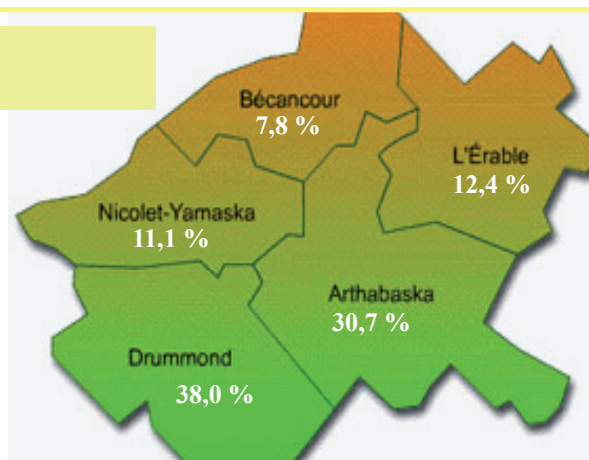 Bécancour
7,8 %
L'Érable
12,4 %
Nicolet-Yamaska
11,1 %
Arthabaska
30,7 %
Drummond
38,0 %